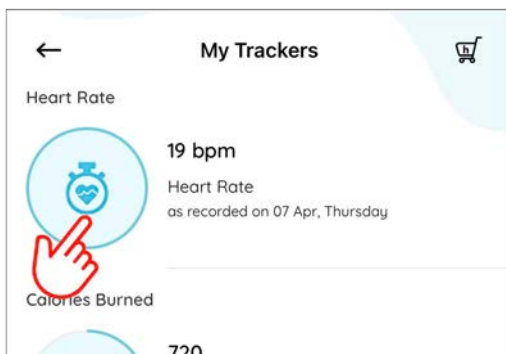 My Trackers
h
Heart Rate
19 bpm
Heart Rate
as recorded on 07 Apr, Thursday
Calories Burned
720